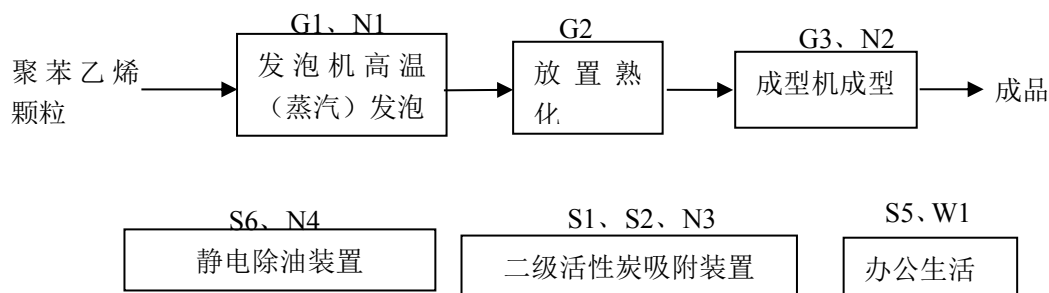 G1、N1
G2
G3、N2
聚苯乙烯
颗粒
发泡机高温
（蒸汽）发泡
放置熟
化
成型机成型
成品
S6、N4
S1、S2、N3
S5、W1
静电除油装置
二级活性炭吸附装置
办公生活